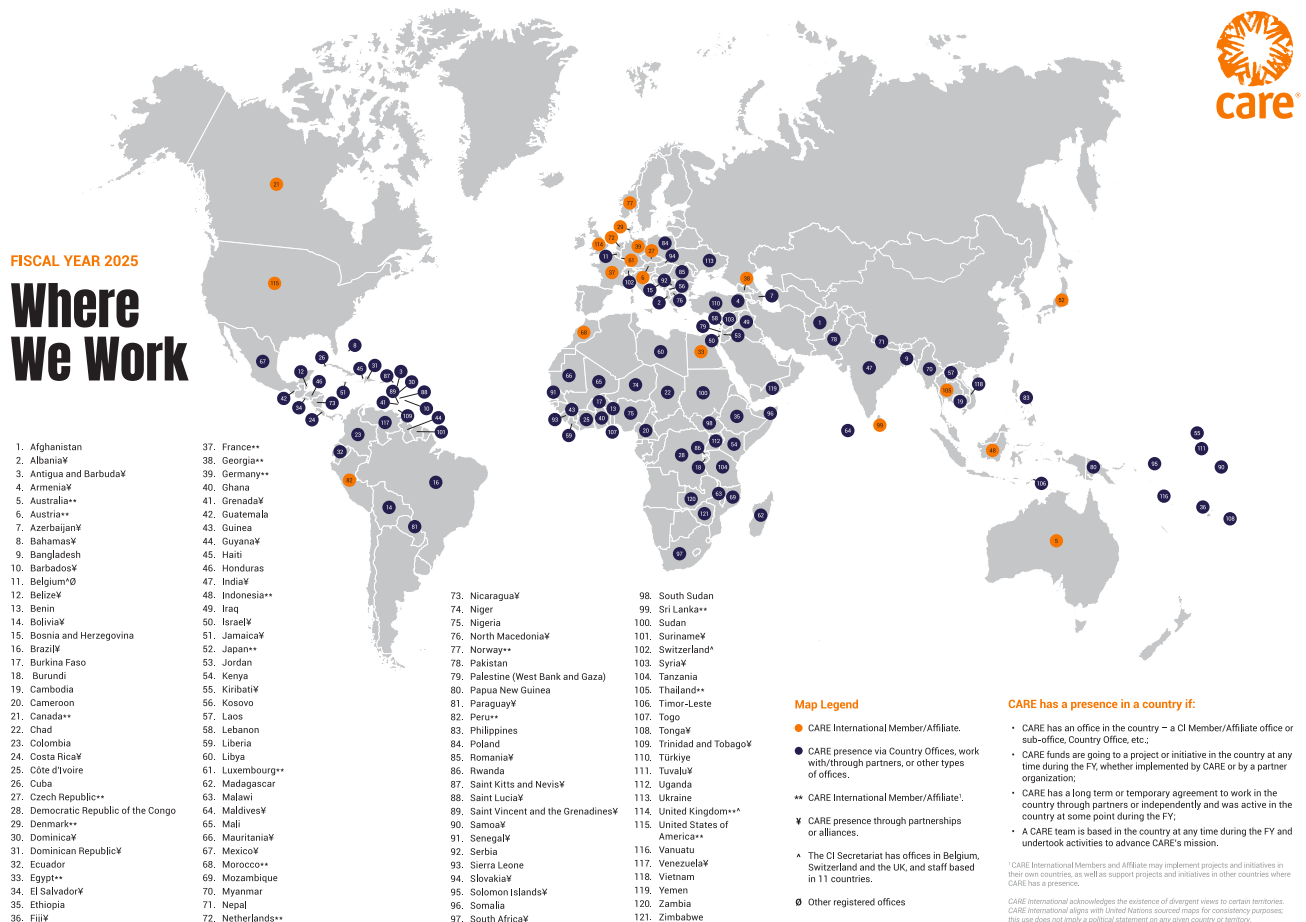 care®
FISCAL YEAR 2025
Where
We Work
1. Afghanistan
2. Albania¥
3. Antigua and Barbuda¥
4. Armenia¥
5. Australia**
6. Austria**
7. Azerbaijan¥
8. Bahamas¥
9. Bangladesh
10. Barbados¥
11. Belgium^Ø
12. Belize¥
13. Benin
14. Bolivia¥
15. Bosnia and Herzegovina
16. Brazil¥
17. Burkina Faso
18. Burundi
19. Cambodia
20. Cameroon
21. Canada**
22. Chad
23. Colombia
24. Costa Rica¥
25. Côte d'Ivoire
26. Cuba
27. Czech Republic**
28. Democratic Republic of the Congo
29. Denmark**
30. Dominica¥
31. Dominican Republic¥
32. Ecuador
33. Egypt**
34. El Salvador¥
35. Ethiopia
36. Fiji¥
37. France**
38. Georgia**
39. Germany**
40. Ghana
41. Grenada¥
42. Guatemala
43. Guinea
44. Guyana¥
45. Haiti
46. Honduras
47. India¥
48. Indonesia**
49. Iraq
50. Israel¥
51. Jamaica¥
52. Japan**
53. Jordan
54. Kenya
55. Kiribati¥
56. Kosovo
57. Laos
58. Lebanon
59. Liberia
60. Libya
61. Luxembourg**
62. Madagascar
63. Malawi
64. Maldives¥
65. Mali
66. Mauritania¥
67. Mexico¥
68. Morocco**
69. Mozambique
70. Myanmar
71. Nepal
72. Netherlands**
73. Nicaragua¥
74. Niger
75. Nigeria
76. North Macedonia¥
77. Norway**
78. Pakistan
79. Palestine (West Bank and Gaza)
80. Papua New Guinea
81. Paraguay¥
82. Peru**
83. Philippines
84. Poland
85. Romania¥
86. Rwanda
87. Saint Kitts and Nevis¥
88. Saint Lucia¥
89. Saint Vincent and the Grenadines¥
90. Samoa¥
91. Senegal¥
92. Serbia
93. Sierra Leone
94. Slovakia¥
95. Solomon Islands¥
97. South Africa¥
98. South Sudan
99. Sri Lanka**
100. Sudan
101. Suriname¥
102. Switzerland^
103. Syria¥
104. Tanzania
105. Thailand**
106. Timor-Leste
107. Togo
108. Tonga¥
109. Trinidad and Tobago¥
110. Türkiye
111. Tuvalu¥
112. Uganda
113. Ukraine
114. United Kingdom**^
115. United States of
America**
116. Vanuatu
117. Venezuela¥
118. Vietnam
119. Yemen
120. Zambia
121. Zimbabwe
96. Somalia
Map Legend
CARE International Member/Affiliate.
CARE presence via Country Offices, work
with/through partners, or other types
of offices.
** CARE International Member/Affiliate¹.
¥ CARE presence through partnerships
or alliances.
^ The CI Secretariat has offices in Belgium,
Switzerland and the UK, and staff based
in 11 countries.
Ø Other registered offices
CARE has a presence in a country if:
• CARE has an office in the country – a CI Member/Affiliate office or
sub-office, Country Office, etc.;
• CARE funds are going to a project or initiative in the country at any
time during the FY, whether implemented by CARE or by a partner
organization;
• CARE has a long term or temporary agreement to work in the
country through partners or independently and was active in the
country at some point during the FY;
• A CARE team is based in the country at any time during the FY and
undertook activities to advance CARE's mission.
¹ CARE International Members and Affiliate may implement projects and initiatives in
their own countries, as well as support projects and initiatives in other countries where
CARE has a presence.
CARE International acknowledges the existence of divergent views to certain territories.
CARE International aligns with United Nations sourced maps for consistency purposes;
this use does not imply a political statement on any given country or territory.